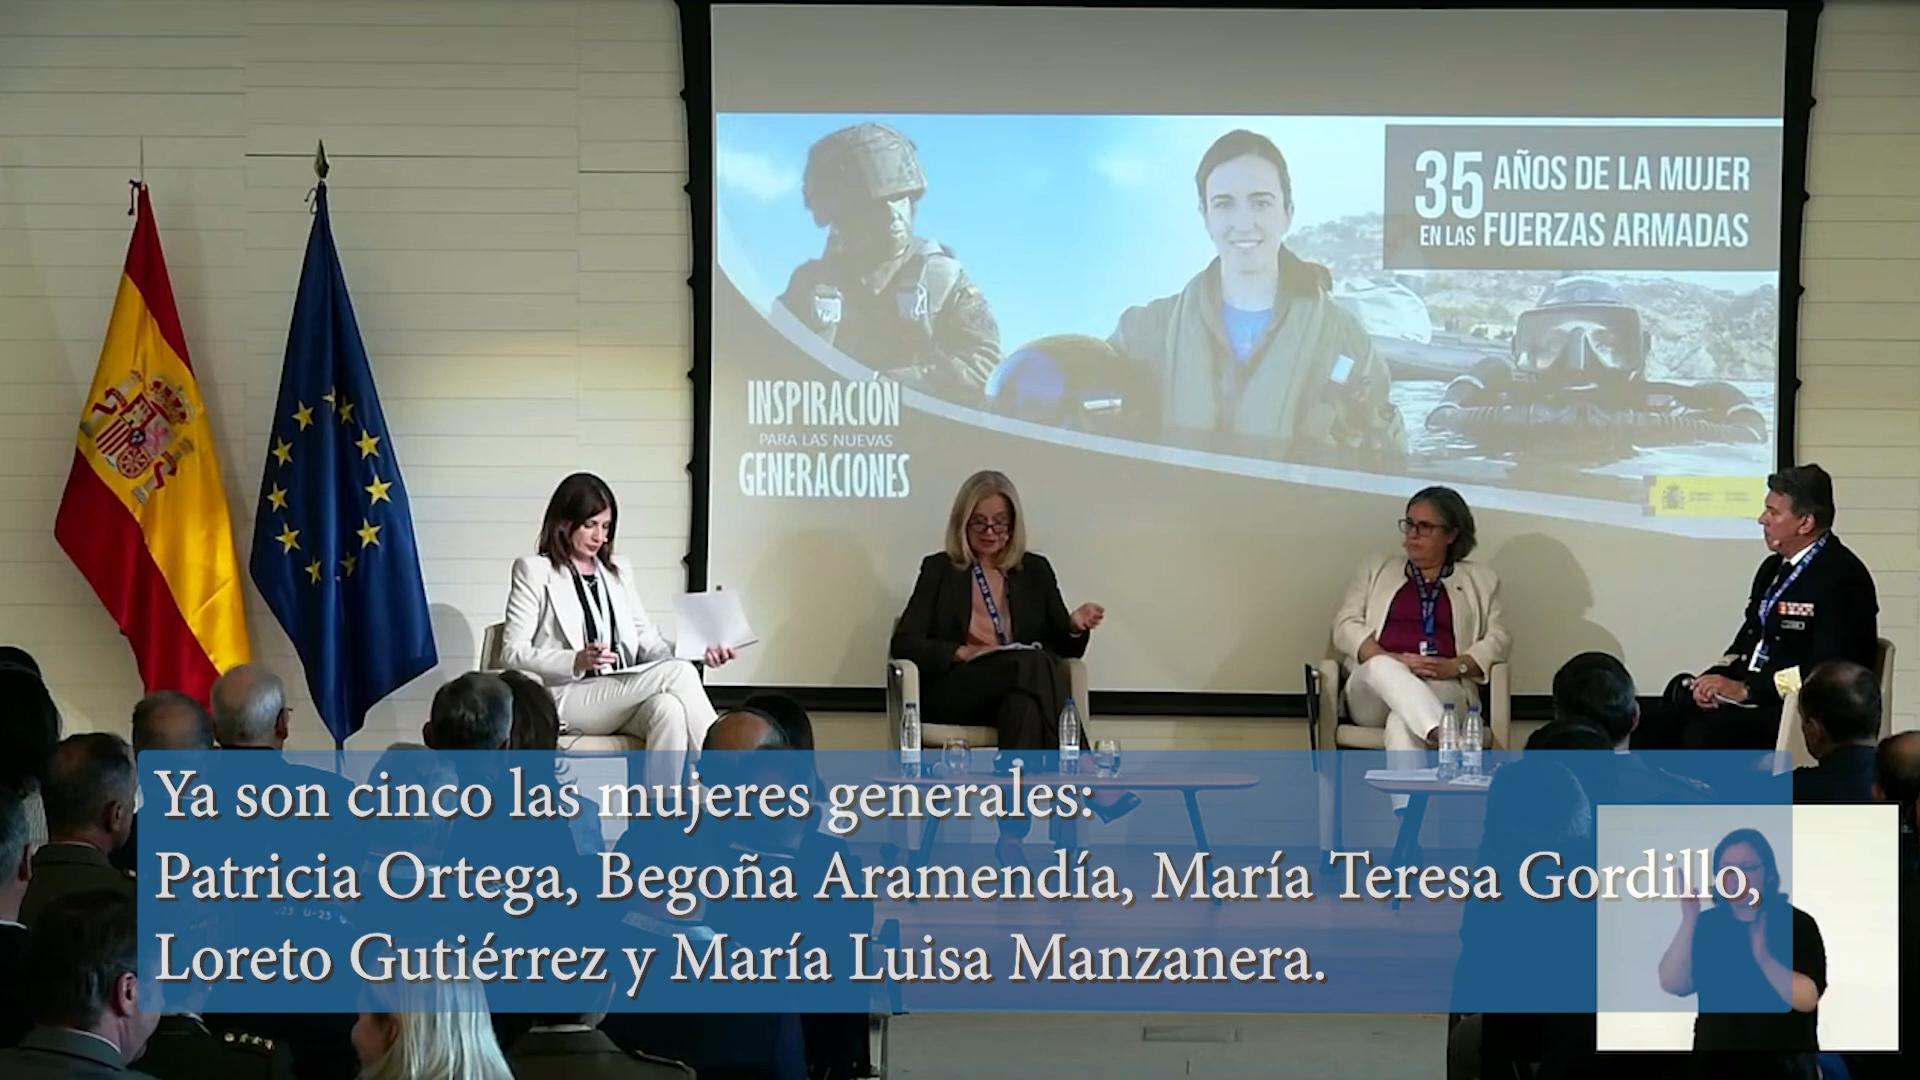 35 AÑOS DE LA MUJER
EN LAS FUERZAS ARMADAS
INSPIRACIÓN
PARA LAS NUEVAS
GENERACIONES
Ya son cinco las mujeres generales:
Patricia Ortega, Begoña Aramendía, María Teresa Gordillo,
Loreto Gutiérrez y María Luisa Manzanera.